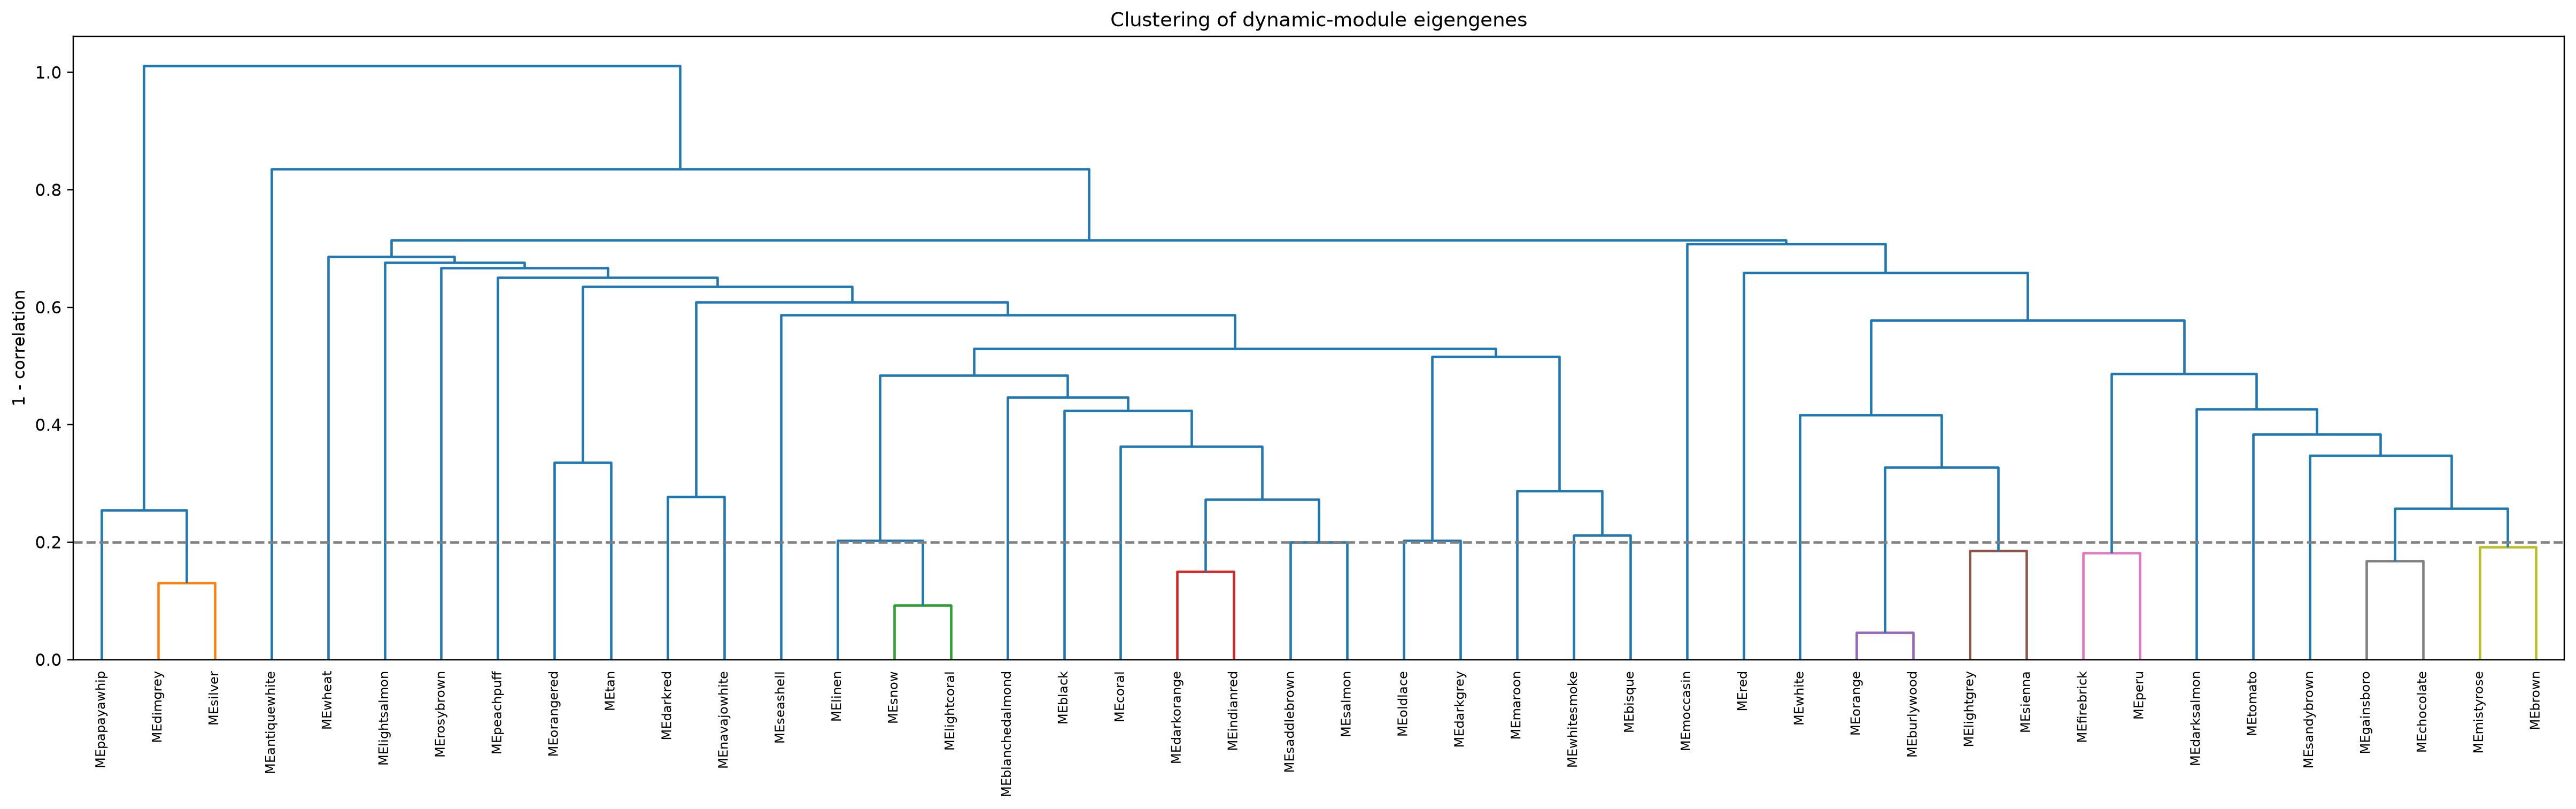 Clustering of dynamic-module eigengenes
1 - correlation
1.0
0.8
0.6
0.4
0.2
0.0
MEpapayawhip
MEdimgrey
MEsilver
MEantiquewhite
MEwheat
MElightsalmon
MErosybrown
MEpeachpuff
MEorangered
MEtan
MEdarkred
MEnavajowhite
MEseashell
MElinen
MEsnow
MElightcoral
MEblanchedalmond
MEblack
MEcoral
MEdarkorange
MEindianred
MEsaddlebrown
MEsalmon
MEoldlace
MEdarkgrey
MEmaroon
MEwhitesmoke
MEbisque
MEmoccasin
MEred
MEwhite
MEorange
MEburlywood
MElightgrey
MEsienna
MEfirebrick
MEperu
MEdarksalmon
MEtomato
MEsandybrown
MEgainsboro
MEchocolate
MEmistyrose
MEbrown